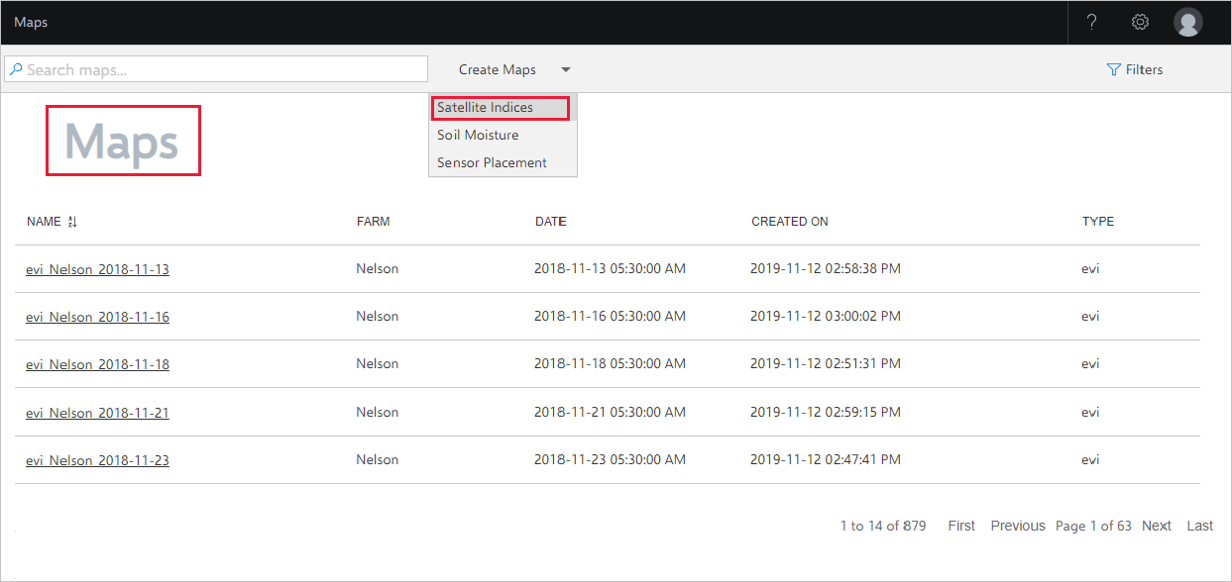 Maps
?
Search maps...
Create Maps
Filters
Satellite Indices
Soil Moisture
Sensor Placement
Maps
NAME FARM DATE CREATED ON TYPE
evi_Nelson_2018-11-13 Nelson 2018-11-13 05:30:00 AM 2019-11-12 02:58:38 PM evi
evi_Nelson_2018-11-16 Nelson 2018-11-16 05:30:00 AM 2019-11-12 03:00:02 PM evi
evi_Nelson_2018-11-18 Nelson 2018-11-18 05:30:00 AM 2019-11-12 02:51:31 PM evi
evi_Nelson_2018-11-21 Nelson 2018-11-21 05:30:00 AM 2019-11-12 02:59:15 PM evi
evi_Nelson_2018-11-23 Nelson 2018-11-23 05:30:00 AM 2019-11-12 02:47:41 PM evi
1 to 14 of 879 First Previous Page 1 of 63 Next Last